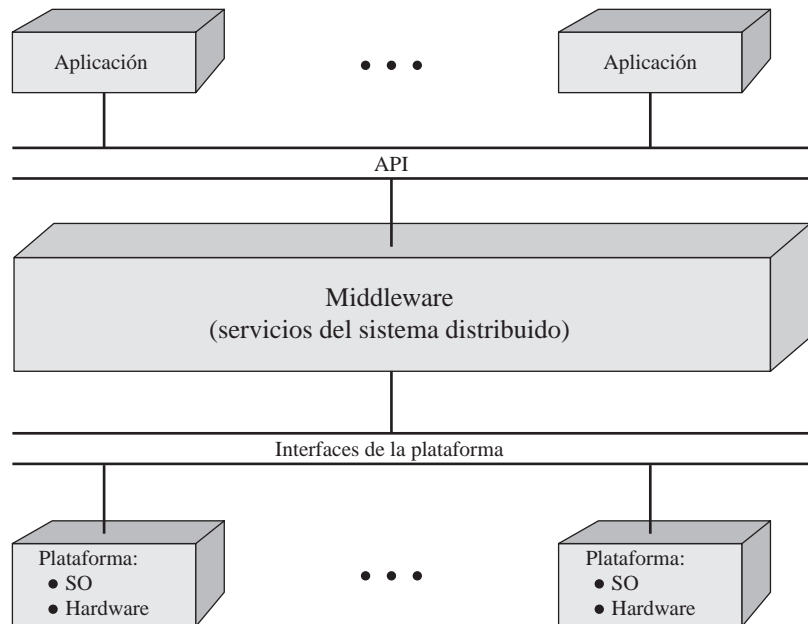 Aplicación
Aplicación
API
Middleware
(servicios del sistema distribuido)
Interfaces de la plataforma
Plataforma:
• SO
• Hardware
Plataforma:
• SO
• Hardware